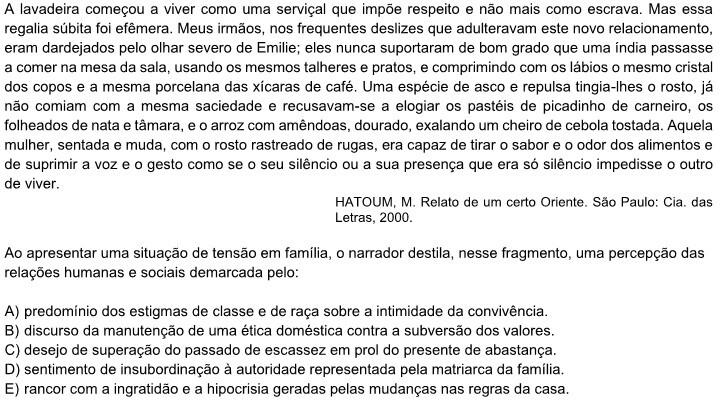 A lavadeira começou a viver como uma serviçal que impõe respeito e não mais como escrava. Mas essa
regalia súbita foi efêmera. Meus irmãos, nos frequentes deslizes que adulteravam este novo relacionamento,
eram dardejados pelo olhar severo de Emilie; eles nunca suportaram de bom grado que uma índia passasse
a comer na mesa da sala, usando os mesmos talheres e pratos, e comprimindo com os lábios o mesmo cristal
dos copos e a mesma porcelana das xícaras de café. Uma espécie de asco e repulsa tingia-lhes o rosto, já
não comiam com a mesma saciedade e recusavam-se a elogiar os pastéis de picadinho de carneiro, os
folheados de nata e tâmara, e o arroz com amêndoas, dourado, exalando um cheiro de cebola tostada. Aquela
mulher, sentada e muda, com o rosto rastreado de rugas, era capaz de tirar o sabor e o odor dos alimentos e
de suprimir a voz e o gesto como se o seu silêncio ou a sua presença que era só silêncio impedisse o outro
de viver.
HATOUM, M. Relato de um certo Oriente. São Paulo: Cia. das
Letras, 2000.
Ao apresentar uma situação de tensão em família, o narrador destila, nesse fragmento, uma percepção das
relações humanas e sociais demarcada pelo:
A) predomínio dos estigmas de classe e de raça sobre a intimidade da convivência.
B) discurso da manutenção de uma ética doméstica contra a subversão dos valores.
C) desejo de superação do passado de escassez em prol do presente de abastança.
D) sentimento de insubordinação à autoridade representada pela matriarca da família.
E) rancor com a ingratidão e a hipocrisia geradas pelas mudanças nas regras da casa.